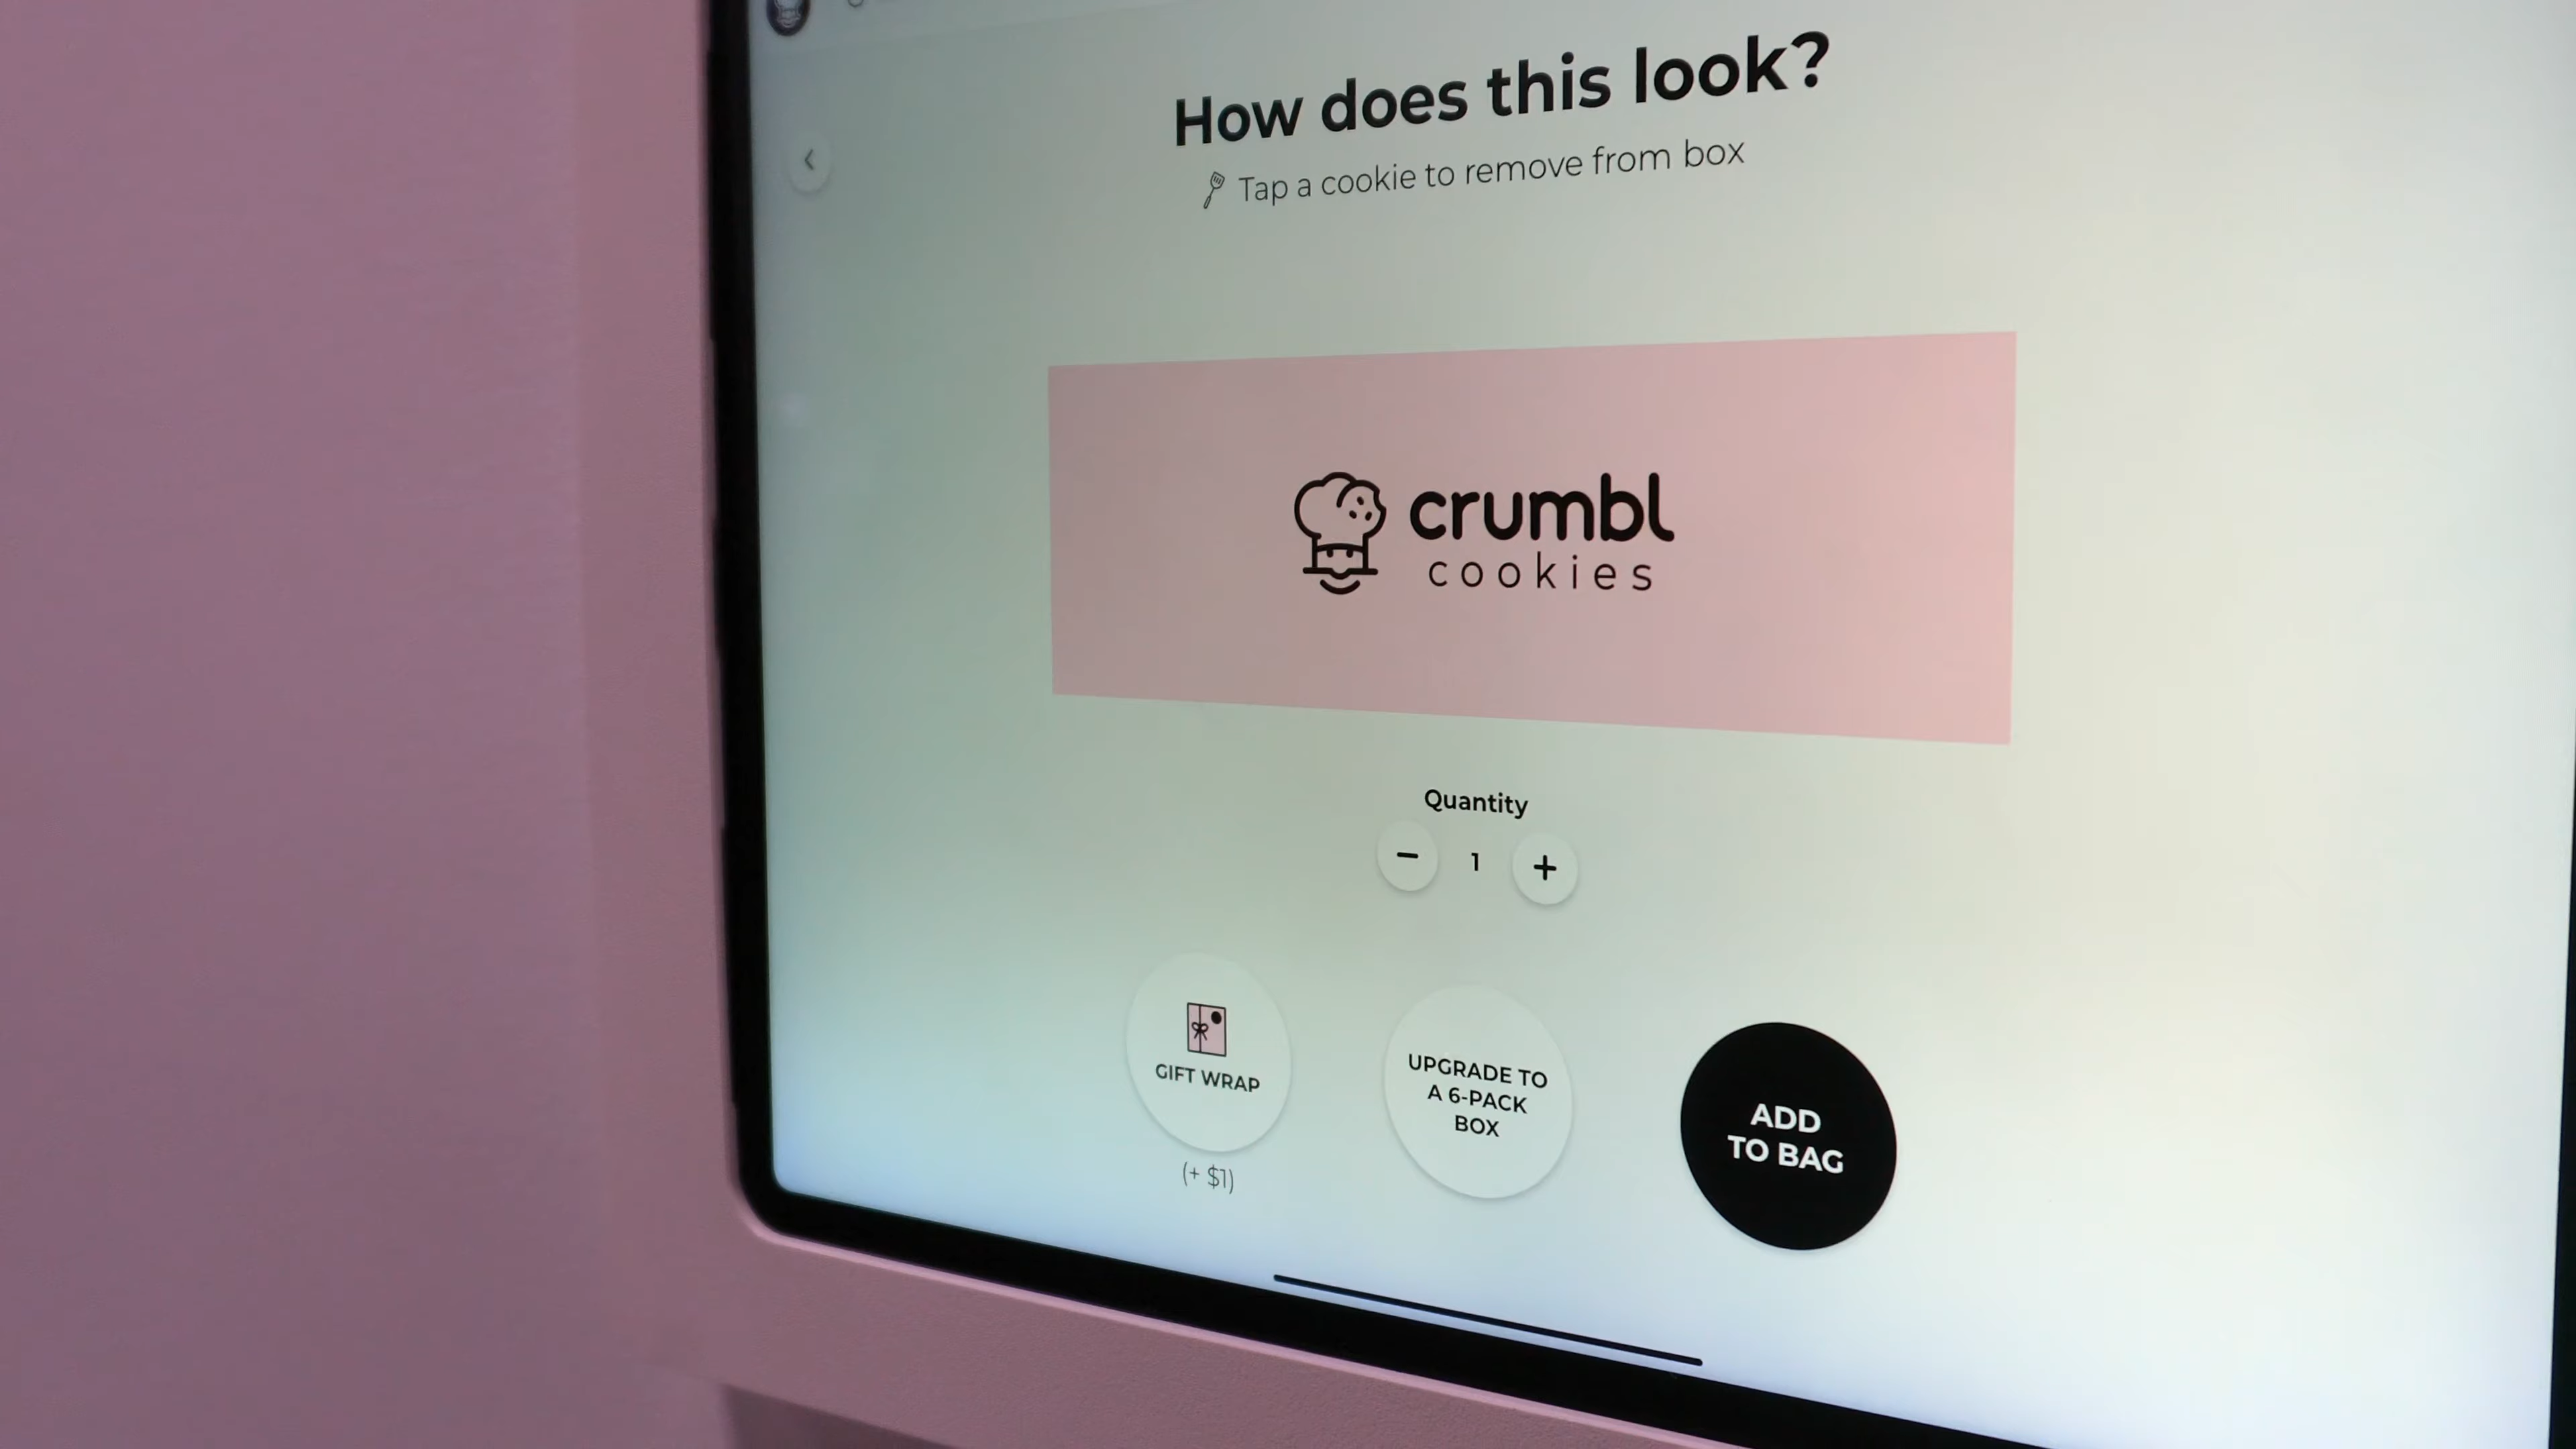 How does this look?
Tap a cookie to remove from box
crumbl
cookies
Quantity
1
GIFT WRAP
(+ $1)
UPGRADE TO
A 6-PACK
BOX
ADD
TO BAG